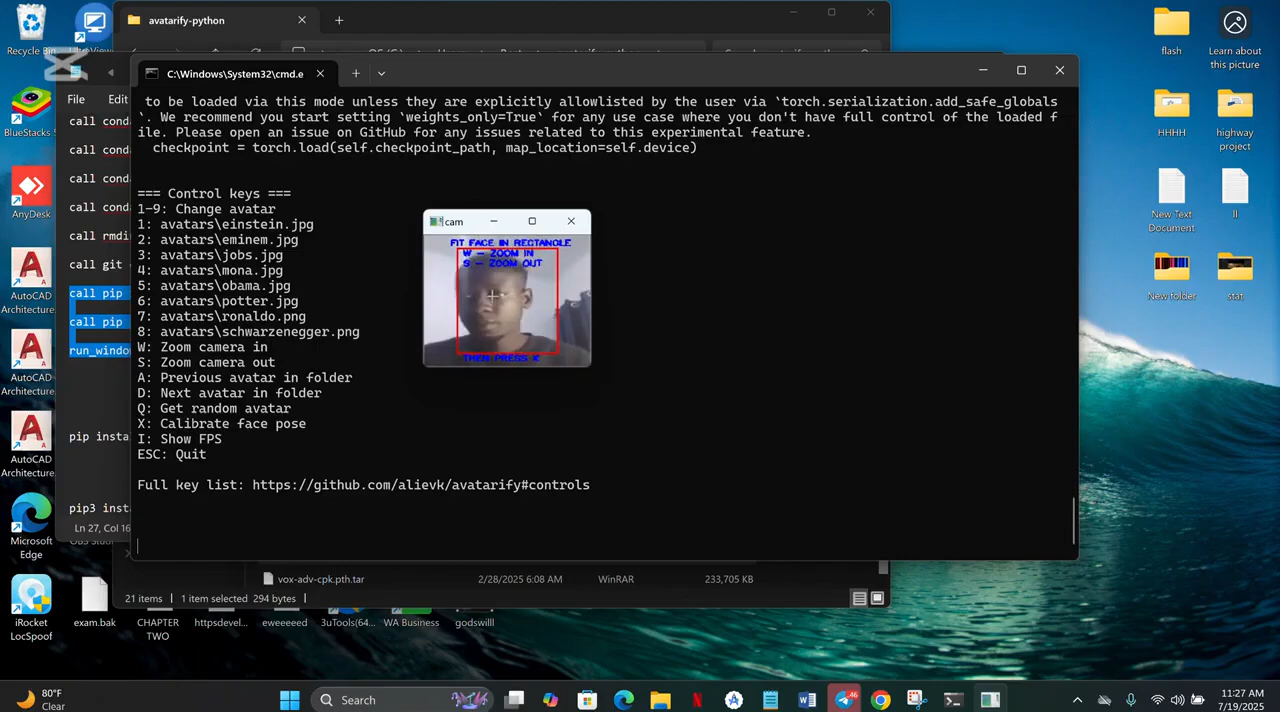 Recycle Bin
UltraView
BlueStacks 5
AnyDesk
AutoCAD
Architecture...
AutoCAD
Architecture...
AutoCAD
Architecture...
Microsoft
Edge
iRocket
LocSpoof
avatarify-python
File Edit
call conda
call conda
call conda
call conda
call rmdi
call git
call pip
call pip
run_window
pip insta
pip3 inst
Ln 27, Col 16
C:\Windows\System32\cmd.e
to be loaded via this mode unless they are explicitly allowlisted by the user via `torch.serialization.add_safe_globals
`. We recommend you start setting `weights_only=True` for any use case where you don't have full control of the loaded f
ile. Please open an issue on GitHub for any issues related to this experimental feature.
checkpoint = torch.load(self.checkpoint_path, map_location=self.device)
=== Control keys ===
1-9: Change avatar
1: avatars\einstein.jpg
2: avatars\eminem.jpg
3: avatars\jobs.jpg
4: avatars\mona.jpg
5: avatars\obama.jpg
6: avatars\potter.jpg
7: avatars\ronaldo.png
8: avatars\schwarzenegger.png
W: Zoom camera in
S: Zoom camera out
A: Previous avatar in folder
D: Next avatar in folder
Q: Get random avatar
X: Calibrate face pose
I: Show FPS
ESC: Quit
Full key list: https://github.com/alievk/avatarify#controls
cam
FIT FACE IN RECTANGLE
W - ZOOM IN
S - ZOOM OUT
THEN PRESS X
vox-adv-cpk.pth.tar 2/28/2025 6:08 AM WinRAR 233,705 KB
21 items 1 item selected 294 bytes
exam.bak
CHAPTER
TWO
httpsdevel...
eweeeed
3uTools(64...
WA Business
godswilll
flash
Learn about
this picture
HHHH
highway
project
New Text
Document
ll
New folder
stat
80°F
Clear
Search
46
11:27 AM
7/19/2025